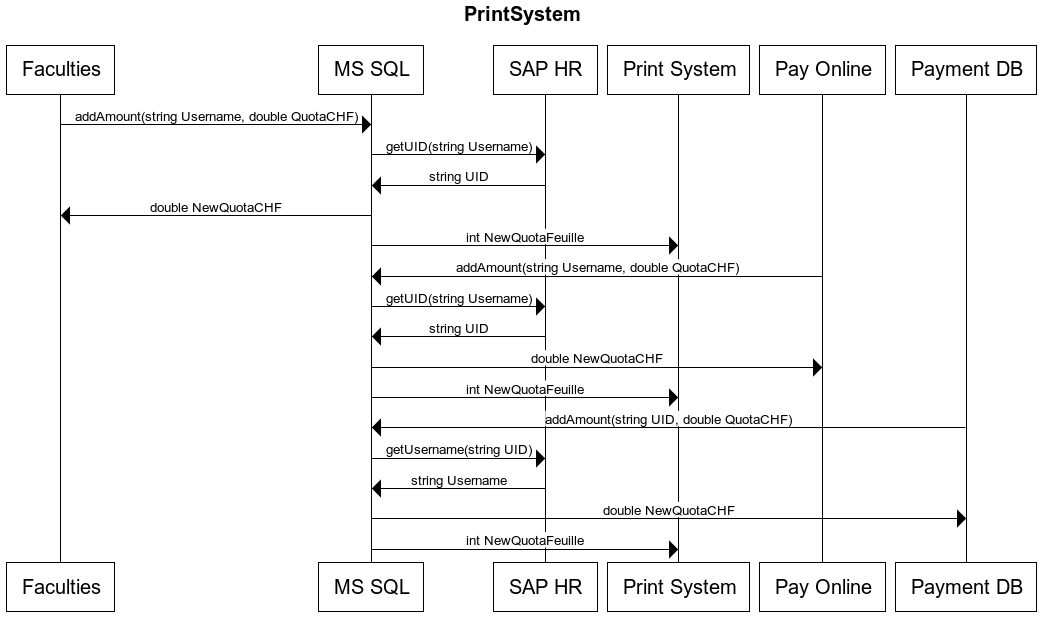 PrintSystem
Faculties MS SQL SAP HR Print System Pay Online Payment DB
addAmount(string Username, double QuotaCHF)
getUID(string Username)
string UID
double NewQuotaCHF
int NewQuotaFeuille
addAmount(string Username, double QuotaCHF)
getUID(string Username)
string UID
double NewQuotaCHF
int NewQuotaFeuille
addAmount(string UID, double QuotaCHF)
getUsername(string UID)
string Username
double NewQuotaCHF
int NewQuotaFeuille
Faculties MS SQL SAP HR Print System Pay Online Payment DB